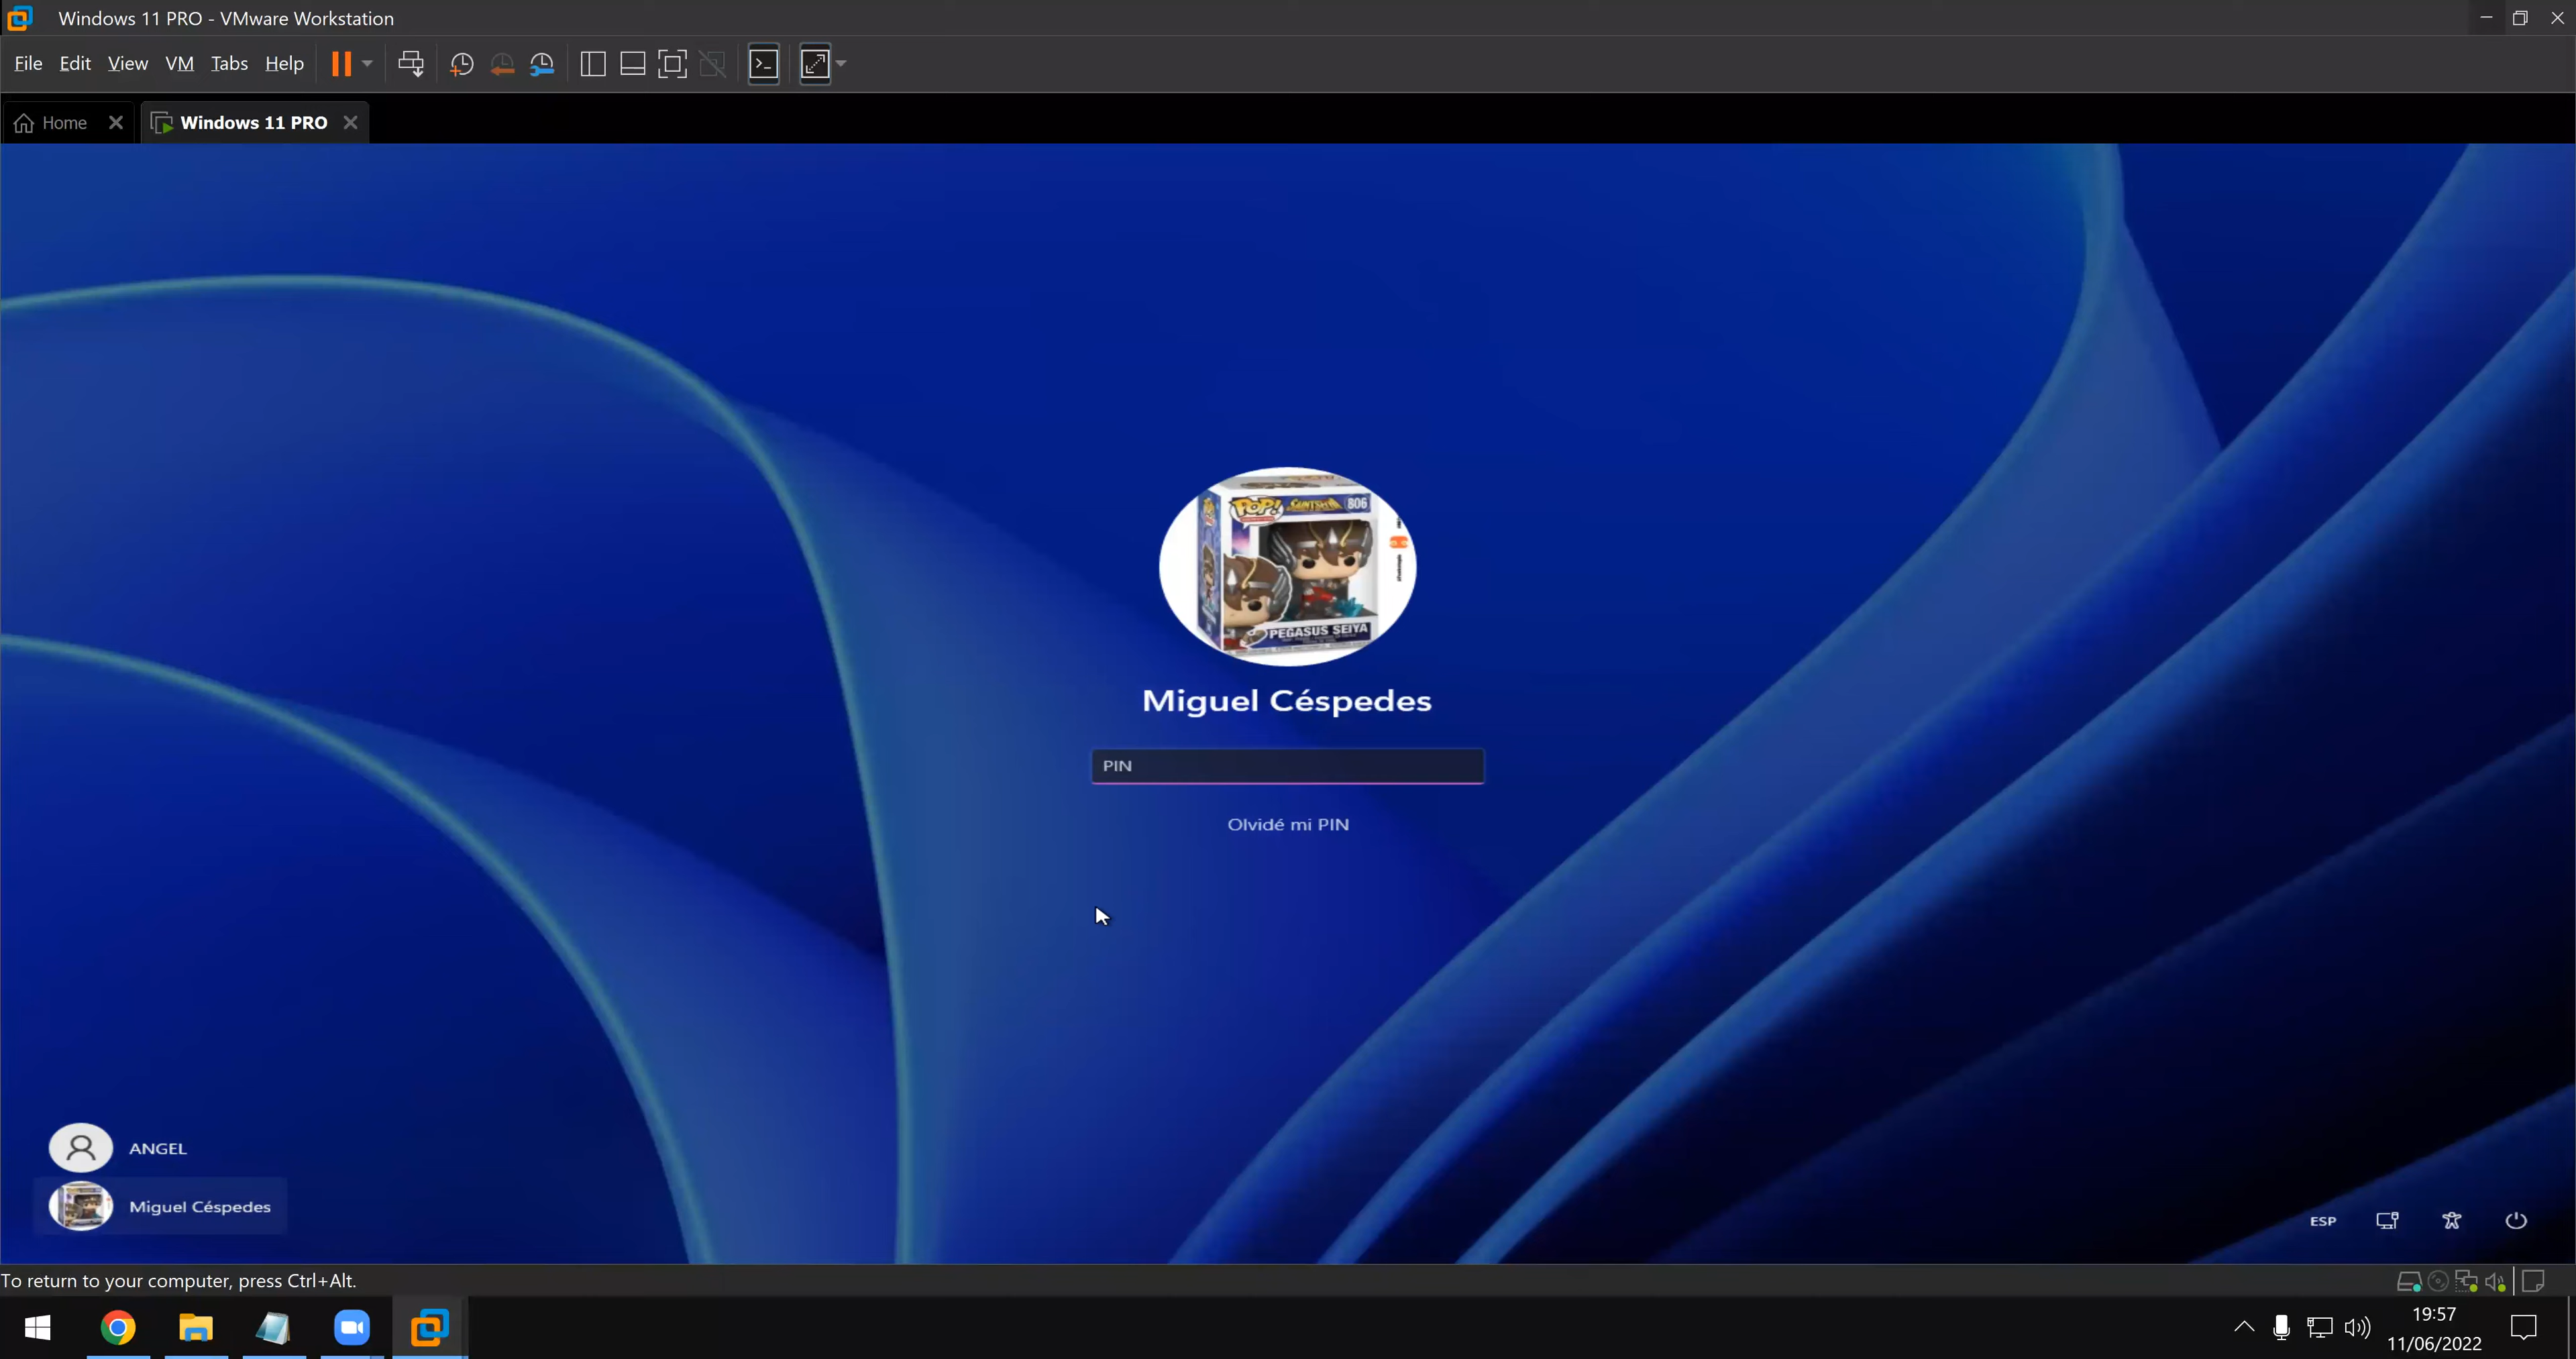 Windows 11 PRO - VMware Workstation
File Edit View VM Tabs Help
Home
Windows 11 PRO
POP!
806
PEGASUS SEIYA
Miguel Céspedes
PIN
Olvidé mi PIN
ANGEL
Miguel Céspedes
ESP
To return to your computer, press Ctrl+Alt.
19:57
11/06/2022